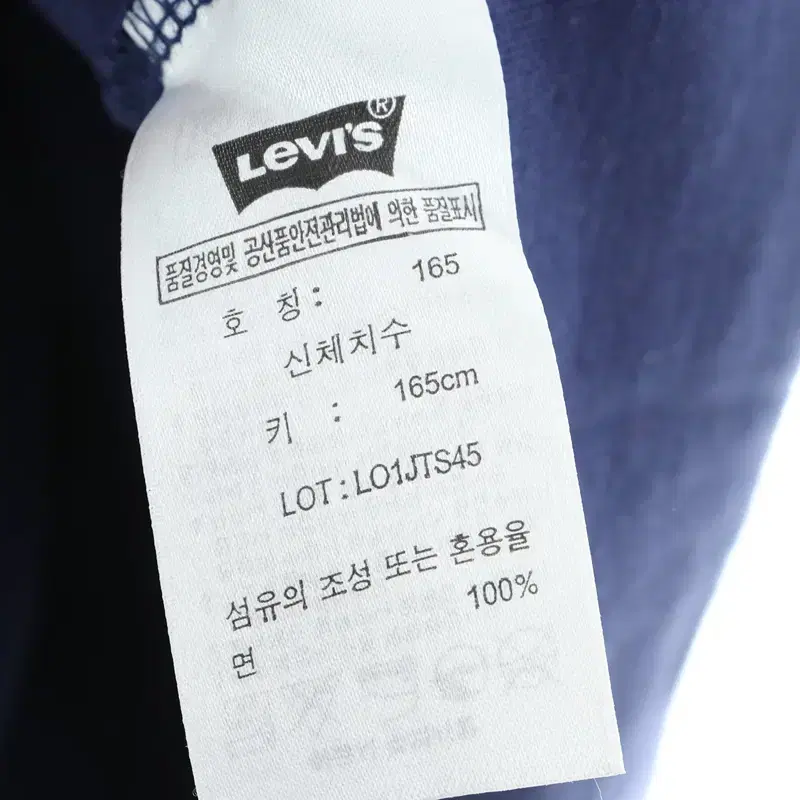 Levi's®
품질경영및 공산품안전관리법에 의한 품질표시
호 칭 : 165
신체치수
키 : 165cm
LOT : LO1JTS45
섬유의 조성 또는 혼용율
면 100%